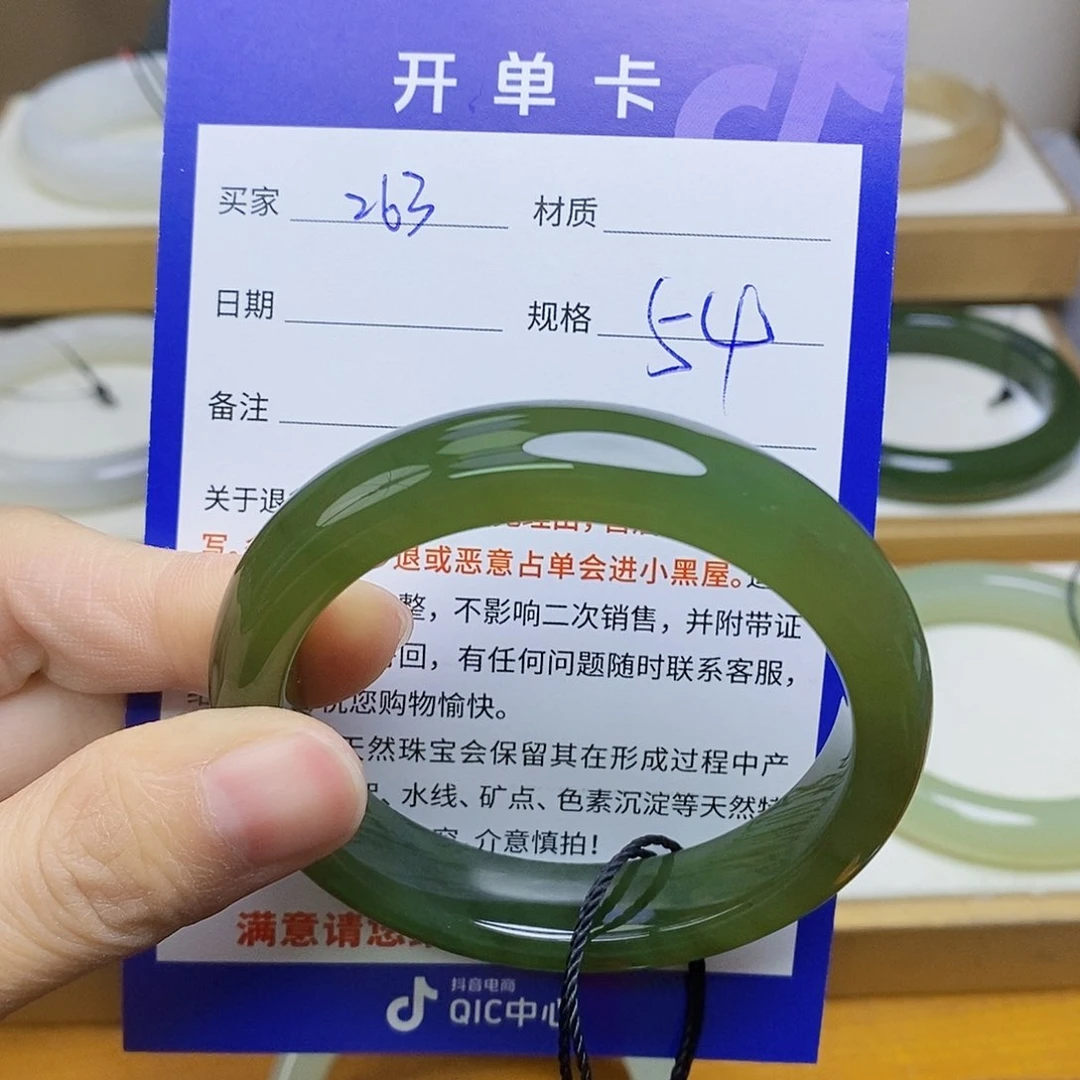 开单卡
买家 263 材质
日期 规格 54
备注
关于退
写。 退或恶意占单会进小黑屋。
整，不影响二次销售，并附带证
回，有任何问题随时联系客服，
祝您购物愉快。
天然珠宝会保留其在形成过程中产
、水线、矿点、色素沉淀等天然特
容，介意慎拍！
满意请您
抖音电商
QIC中心